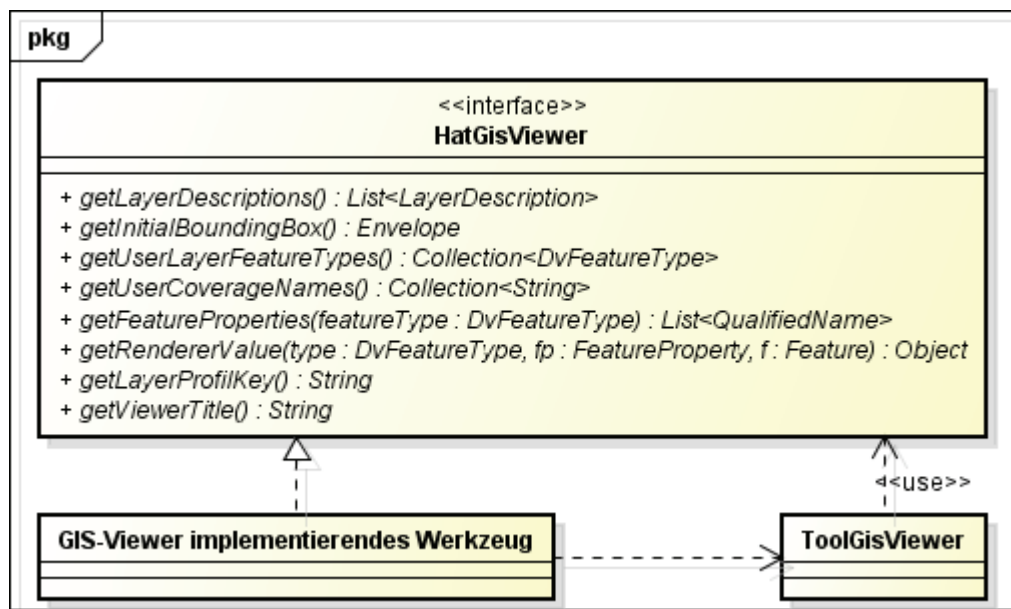 pkg
<<interface>>
HatGisViewer
+ getLayerDescriptions() : List<LayerDescription>
+ getInitialBoundingBox() : Envelope
+ getUserLayerFeatureTypes() : Collection<DvFeatureType>
+ getUserCoverageNames() : Collection<String>
+ getFeatureProperties(featureType : DvFeatureType) : List<QualifiedName>
+ getRendererValue(type : DvFeatureType, fp : FeatureProperty, f : Feature) : Object
+ getLayerProfilKey() : String
+ getViewerTitle() : String
<<use>>
GIS-Viewer implementierendes Werkzeug
ToolGisViewer